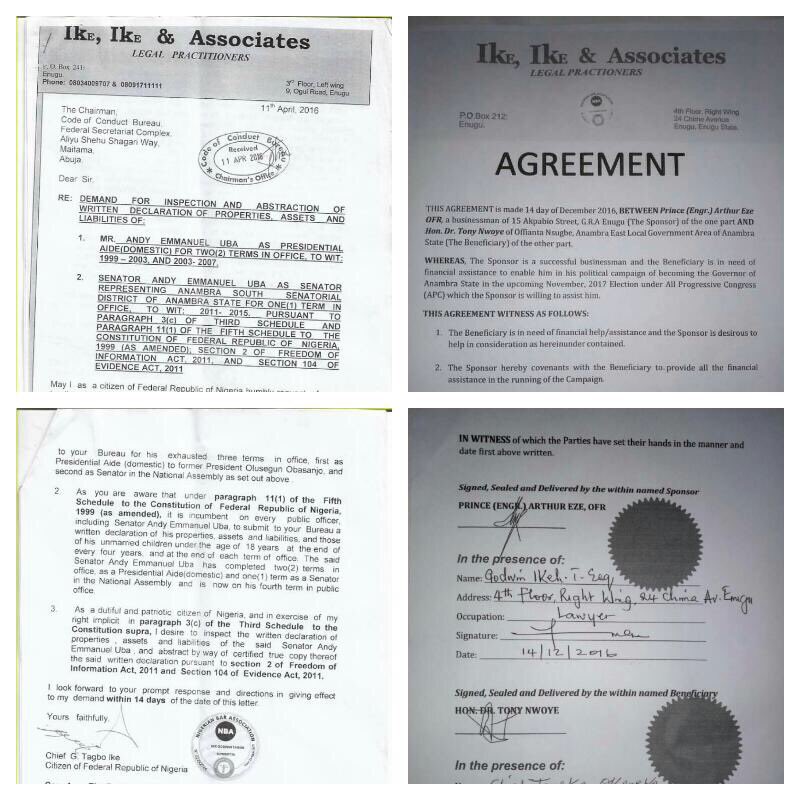 IKE, IKE & Associates
LEGAL PRACTITIONERS
P. O. Box 241:
Enugu.
Phone: 08034009707 & 08091711111
3rd Floor, Left wing
9, Ogui Road, Enugu
11th April, 2016
The Chairman,
Code of Conduct Bureau.
Federal Secretariat Complex.
Aliyu Shehu Shagari Way,
Maitama,
Abuja.
Code of Conduct Bureau
Received
11 APR 2016
Chairman's Office
Dear Sir.
RE: DEMAND FOR INSPECTION AND ABSTRACTION OF
WRITTEN DECLARATION OF PROPERTIES, ASSETS AND
LIABILITIES OF:
1. MR. ANDY EMMANUEL UBA AS PRESIDENTIAL
AIDE(DOMESTIC) FOR TWO(2) TERMS IN OFFICE, TO WIT:
1999 – 2003, AND 2003- 2007.
2. SENATOR ANDY EMMANUEL UBA AS SENATOR
REPRESENTING ANAMBRA SOUTH SENATORIAL
DISTRICT OF ANAMBRA STATE FOR ONE(1) TERM IN
OFFICE, TO WIT: 2011- 2015. PURSUANT TO
PARAGRAPH 3(c) OF THIRD SCHEDULE AND
PARAGRAPH 11(1) OF THE FIFTH SCHEDULE TO THE
CONSTITUTION OF FEDERAL REPUBLIC OF NIGERIA,
1999 (AS AMENDED); SECTION 2 OF FREEDOM OF
INFORMATION ACT, 2011, AND SECTION 104 OF
EVIDENCE ACT, 2011
May I as a citizen of Federal Republic of Nigeria humbly
IKE, IKE & Associates
LEGAL PRACTITIONERS
P.O.Box 212:
Enugu.
NBA
4th Floor, Right Wing
24 Chime Avenue
Enugu, Enugu State.
AGREEMENT
THIS AGREEMENT is made 14 day of December 2016, BETWEEN Prince (Engr.) Arthur Eze
OFR, a businessman of 15 Akpabio Street, G.R.A Enugu (The Sponsor) of the one part AND
Hon. Dr. Tony Nwoye of Offianta Nsugbe, Anambra East Local Government Area of Anambra
State (The Beneficiary) of the other part.
WHEREAS, The Sponsor is a successful businessman and the Beneficiary is in need of
financial assistance to enable him in his political campaign of becoming the Governor of
Anambra State in the upcoming November, 2017 Election under All Progressive Congress
(APC) which the Sponsor is willing to assist him.
THIS AGREEMENT WITNESS AS FOLLOWS:
1. The Beneficiary is in need of financial help/assistance and the Sponsor is desirous to
help in consideration as hereinunder contained.
2. The Sponsor hereby covenants with the Beneficiary to provide all the financial
assistance in the running of the Campaign.
to your Bureau for his exhausted three terms in office, first as
Presidential Aide (domestic) to former President Olusegun Obasanjo, and
second as Senator in the National Assembly as set out above
2. As you are aware that under paragraph 11(1) of the Fifth
Schedule to the Constitution of Federal Republic of Nigeria,
1999 (as amended), it is incumbent on every public officer,
including Senator Andy Emmanuel Uba, to submit to your Bureau a
written declaration of his properties, assets and liabilities, and those
of his unmarried children under the age of 18 years at the end of
every four years, and at the end of each term of office. The said
Senator Andy Emmanuel Uba has completed two(2) terms in
office, as a Presidential Aide(domestic) and one(1) term as a Senator
in the National Assembly and is now on his fourth term in public
office.
3. As a dutiful and patriotic citizen of Nigeria, and in exercise of my
right implicit in paragraph 3(c) of the Third Schedule to the
Constitution supra, I desire to inspect the written declaration of
properties, assets and liabilities of the said Senator Andy
Emmanuel Uba, and abstract by way of certified true copy thereof
the said written declaration pursuant to section 2 of Freedom of
Information Act, 2011 and Section 104 of Evidence Act, 2011.
I look forward to your prompt response and directions in giving effect
to my demand within 14 days of the date of this letter.
Yours faithfully.
NIGERIAN BAR ASSOCIATION
NBA
Chief G. Tagbo Ike
Citizen of Federal Republic of Nigeria
IN WITNESS of which the Parties have set their hands in the manner and
date first above written.
Signed, Sealed and Delivered by the within named Sponsor
PRINCE (ENGR.) ARTHUR EZE, OFR
In the presence of:
Name: Godwin Ikeh. T. Esq
Address: 4th Floor, Right Wing, 24 Chime Av. Enugu
Occupation: Lawyer
Signature:
Date: 14/12/2016
Signed, Sealed and Delivered by the within named Beneficiary
HON. DR. TONY NWOYE
In the presence of: